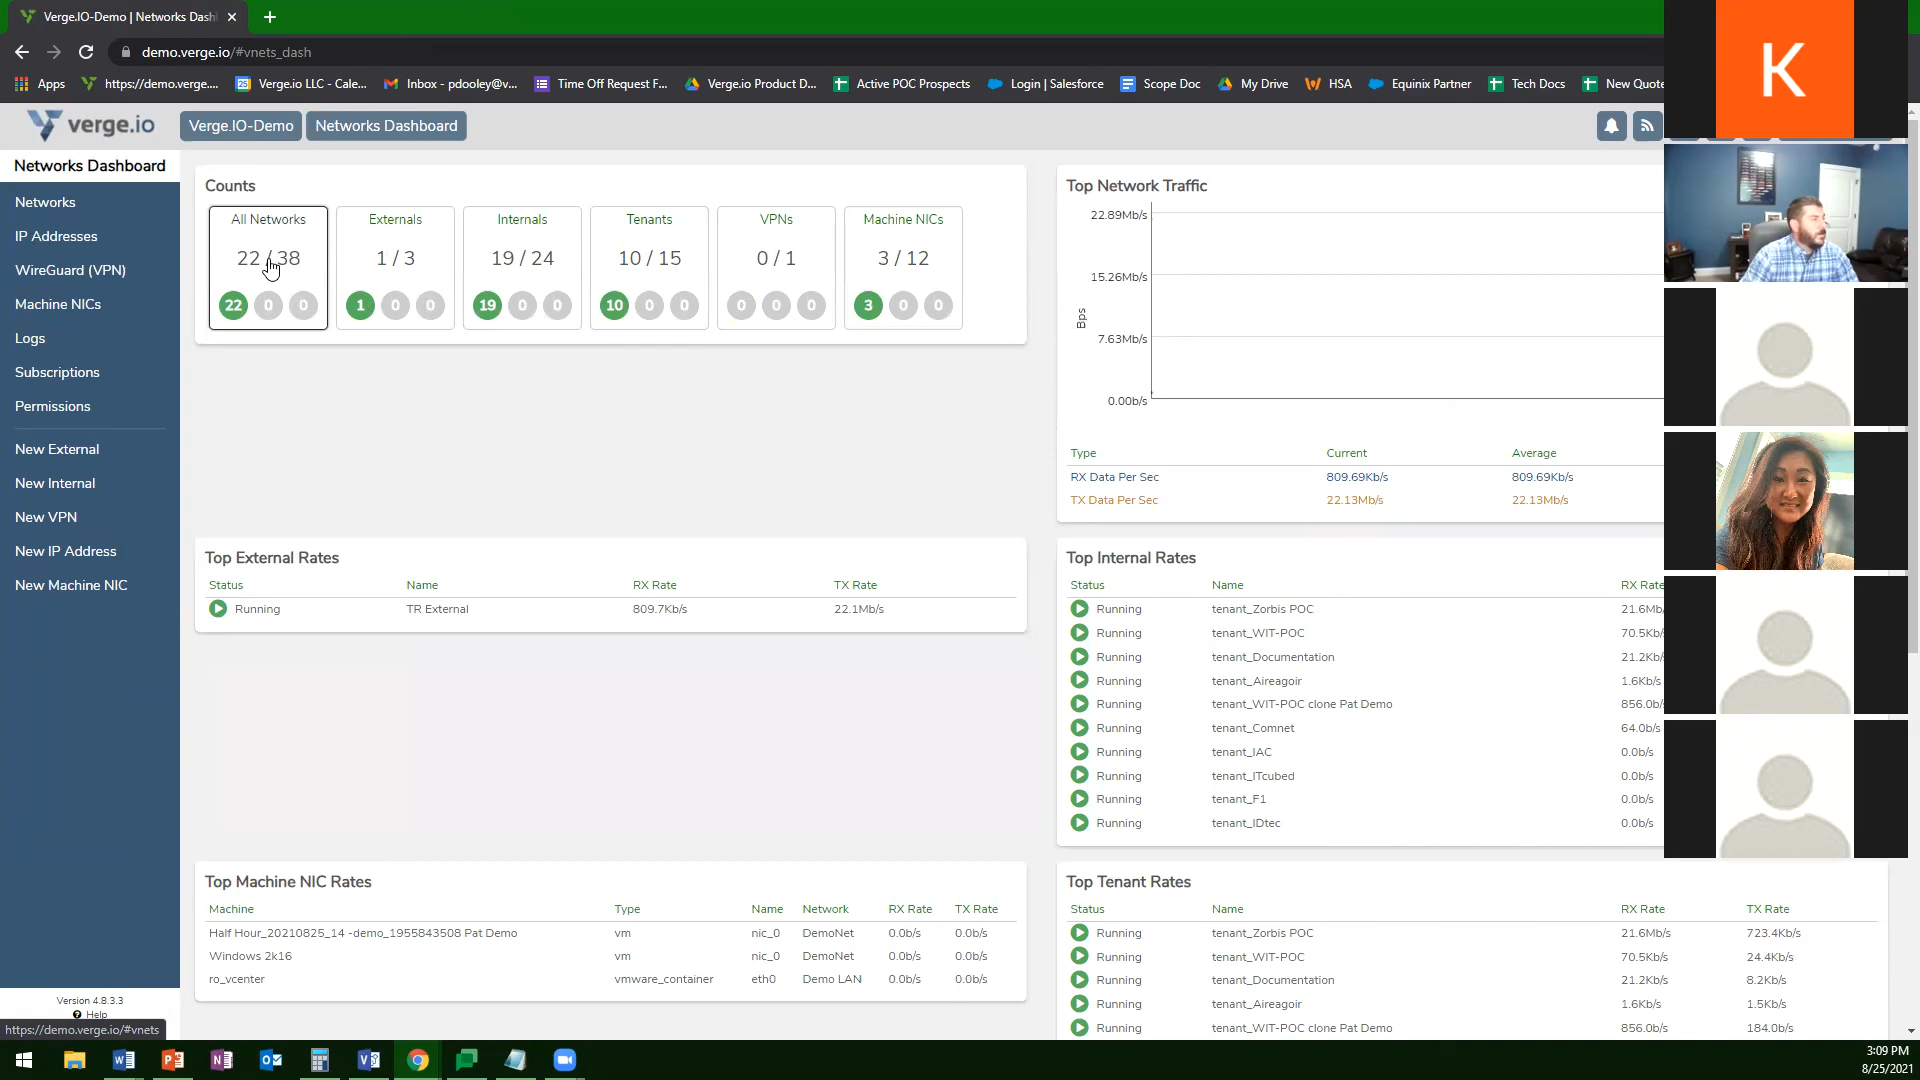 Verge.IO-Demo | Networks Dash
demo.verge.io/#vnets_dash
Apps
https://demo.verge....
Verge.io LLC - Cale...
Inbox - pdooley@v...
Time Off Request F...
Verge.io Product D...
Active POC Prospects
Login | Salesforce
Scope Doc
My Drive
HSA
Equinix Partner
Tech Docs
New Quote
K
verge.io
Verge.IO-Demo
Networks Dashboard
Networks Dashboard
Networks
IP Addresses
WireGuard (VPN)
Machine NICs
Logs
Subscriptions
Permissions
New External
New Internal
New VPN
New IP Address
New Machine NIC
Counts
All Networks
22 / 38
22 0 0
Externals
1 / 3
1 0 0
Internals
19 / 24
19 0 0
Tenants
10 / 15
10 0 0
VPNs
0 / 1
0 0 0
Machine NICs
3 / 12
3 0 0
Top Network Traffic
22.89Mb/s
15.26Mb/s
Bps
7.63Mb/s
0.00b/s
Type Current Average
RX Data Per Sec 809.69Kb/s 809.69Kb/s
TX Data Per Sec 22.13Mb/s 22.13Mb/s
Top External Rates
Status Name RX Rate TX Rate
Running TR External 809.7Kb/s 22.1Mb/s
Top Internal Rates
Status Name RX Rate
Running tenant_Zorbis POC 21.6Mb/
Running tenant_WIT-POC 70.5Kb/
Running tenant_Documentation 21.2Kb/
Running tenant_Aireagoir 1.6Kb/s
Running tenant_WIT-POC clone Pat Demo 856.0b/
Running tenant_Comnet 64.0b/s
Running tenant_IAC 0.0b/s
Running tenant_ITcubed 0.0b/s
Running tenant_F1 0.0b/s
Running tenant_IDtec 0.0b/s
Top Machine NIC Rates
Machine Type Name Network RX Rate TX Rate
Half Hour_20210825_14 -demo_1955843508 Pat Demo vm nic_0 DemoNet 0.0b/s 0.0b/s
Windows 2k16 vm nic_0 DemoNet 0.0b/s 0.0b/s
ro_vcenter vmware_container eth0 Demo LAN 0.0b/s 0.0b/s
Top Tenant Rates
Status Name RX Rate TX Rate
Running tenant_Zorbis POC 21.6Mb/s 723.4Kb/s
Running tenant_WIT-POC 70.5Kb/s 24.4Kb/s
Running tenant_Documentation 21.2Kb/s 8.2Kb/s
Running tenant_Aireagoir 1.6Kb/s 1.5Kb/s
Running tenant_WIT-POC clone Pat Demo 856.0b/s 184.0b/s
Version 4.8.3.3
Help
https://demo.verge.io/#vnets
3:09 PM
8/25/2021